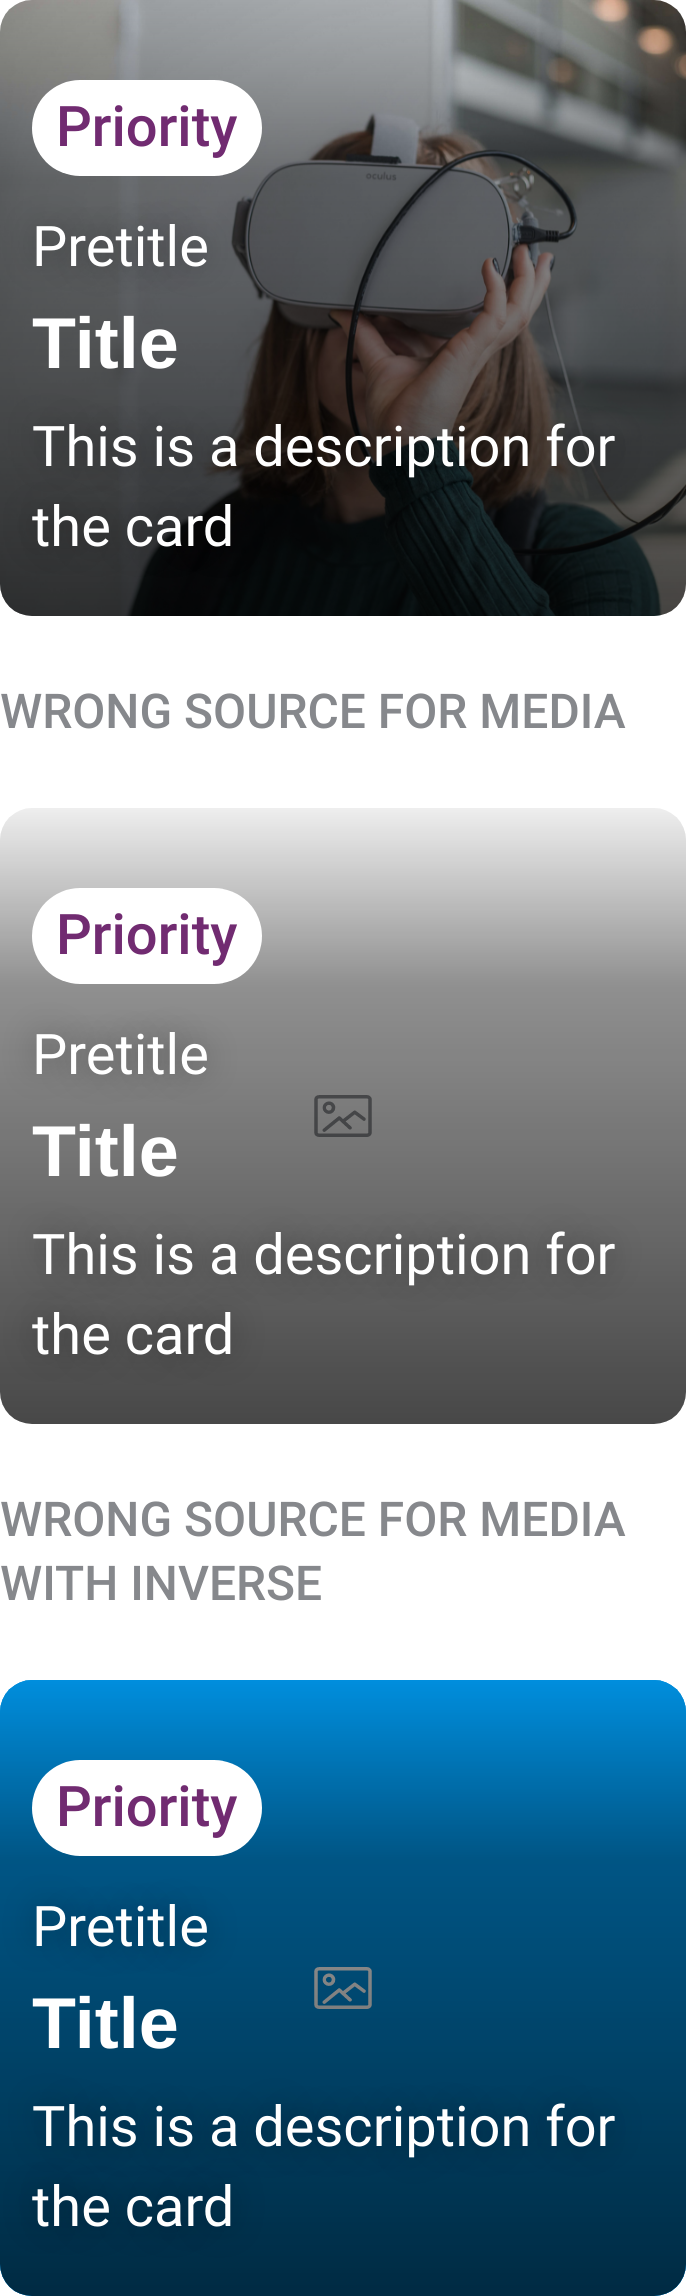 Priority
oculus
Pretitle
Title
This is a description for
the card
WRONG SOURCE FOR MEDIA
Priority
Pretitle
Title
This is a description for
the card
WRONG SOURCE FOR MEDIA
WITH INVERSE
Priority
Pretitle
Title
This is a description for
the card